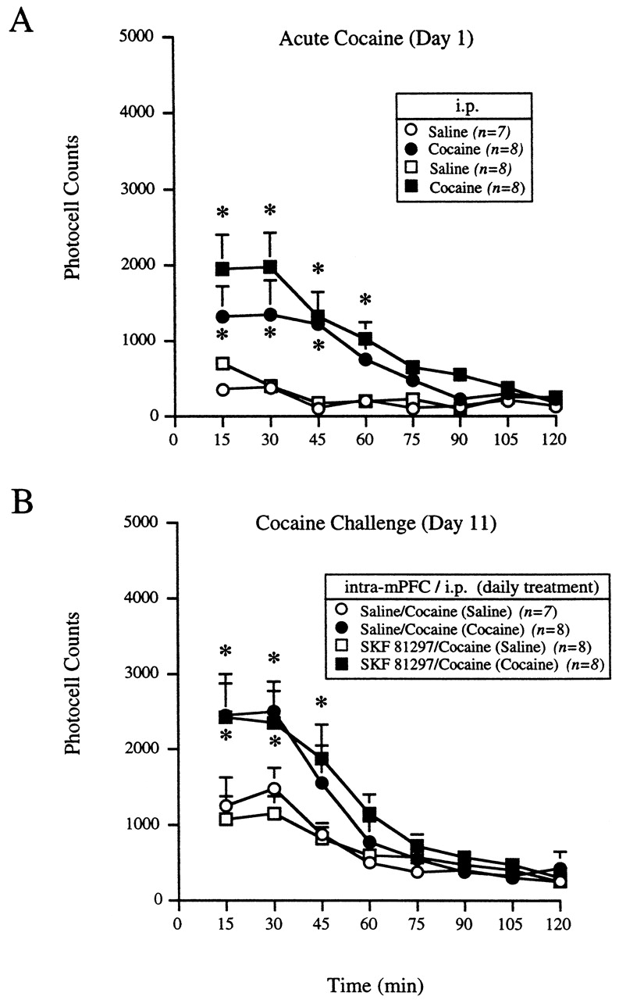 A
Acute Cocaine (Day 1)
5000
4000
3000
2000
1000
0
Photocell Counts
i.p.
Saline (n=7)
Cocaine (n=8)
Saline (n=8)
Cocaine (n=8)
* *
*
*
* *
*
0 15 30 45 60 75 90 105 120
B
Cocaine Challenge (Day 11)
5000
4000
3000
2000
1000
0
Photocell Counts
intra-mPFC / i.p. (daily treatment)
Saline/Cocaine (Saline) (n=7)
Saline/Cocaine (Cocaine) (n=8)
SKF 81297/Cocaine (Saline) (n=8)
SKF 81297/Cocaine (Cocaine) (n=8)
* *
*
* *
0 15 30 45 60 75 90 105 120
Time (min)